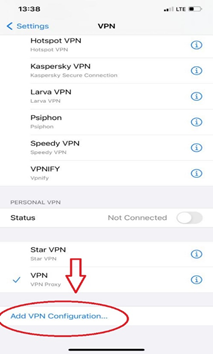 13:38
LTE
Settings
VPN
Hotspot VPN
Hotspot VPN
Kaspersky VPN
Kaspersky Secure Connection
Larva VPN
Larva VPN
Psiphon
Psiphon
Speedy VPN
Speedy VPN
VPNIFY
Vpnify
PERSONAL VPN
Status Not Connected
Star VPN
Star VPN
VPN
VPN Proxy
Add VPN Configuration...